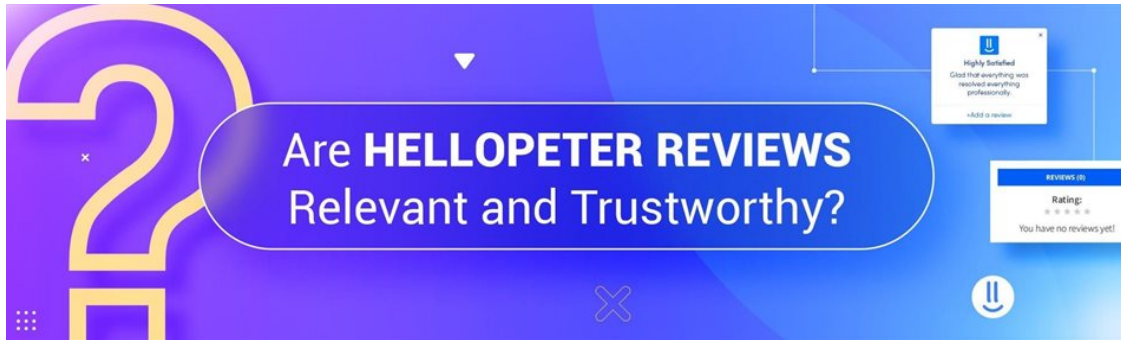 Are HELLOPETER REVIEWS
Relevant and Trustworthy?
Highly Satisfied
Glad that everything was
resolved everything
professionally.
+Add a review
REVIEWS (0)
Rating:
You have no reviews yet!